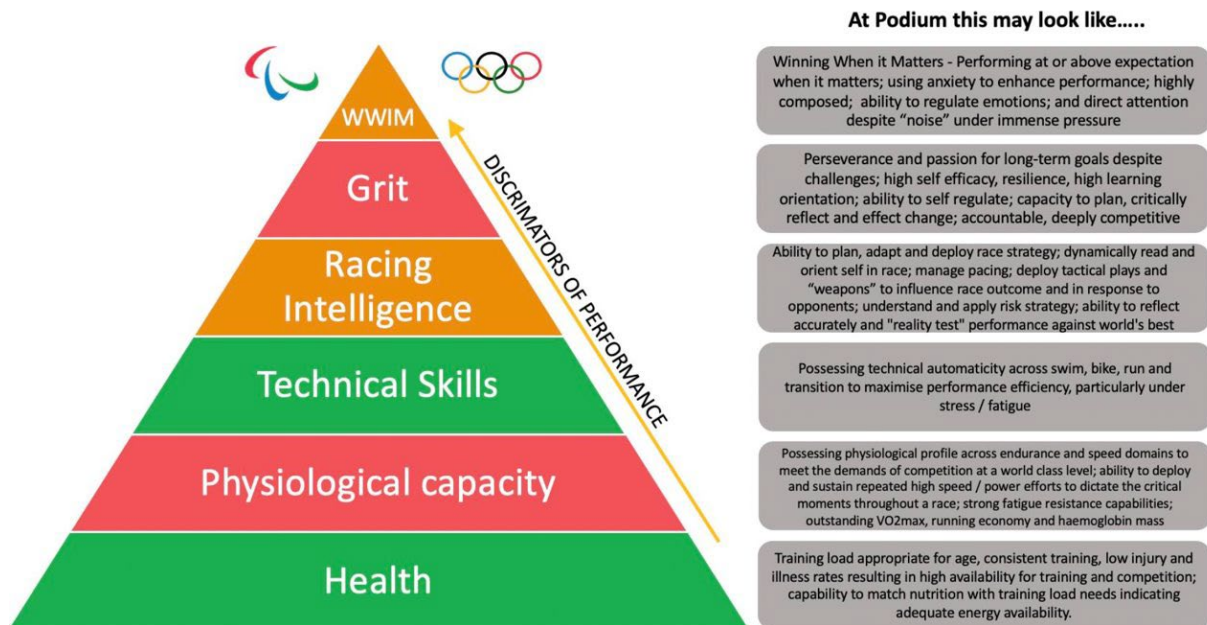 At Podium this may look like.....
WWIM
Grit
Racing
Intelligence
Technical Skills
Physiological capacity
Health
DISCRIMATORS OF PERFORMANCE
Winning When it Matters - Performing at or above expectation
when it matters; using anxiety to enhance performance; highly
composed;  ability to regulate emotions; and direct attention
despite “noise” under immense pressure
Perseverance and passion for long-term goals despite
challenges; high self efficacy, resilience, high learning
orientation; ability to self regulate; capacity to plan, critically
reflect and effect change; accountable, deeply competitive
Ability to plan, adapt and deploy race strategy; dynamically read and
orient self in race; manage pacing; deploy tactical plays and
“weapons” to influence race outcome and in response to
opponents; understand and apply risk strategy; ability to reflect
accurately and "reality test" performance against world's best
Possessing technical automaticity across swim, bike, run and
transition to maximise performance efficiency, particularly under
stress / fatigue
Possessing physiological profile across endurance and speed domains to
meet the demands of competition at a world class level; ability to deploy
and sustain repeated high speed / power efforts to dictate the critical
moments throughout a race; strong fatigue resistance capabilities;
outstanding VO2max, running economy and haemoglobin mass
Training load appropriate for age, consistent training, low injury and
illness rates resulting in high availability for training and competition;
capability to match nutrition with training load needs indicating
adequate energy availability.